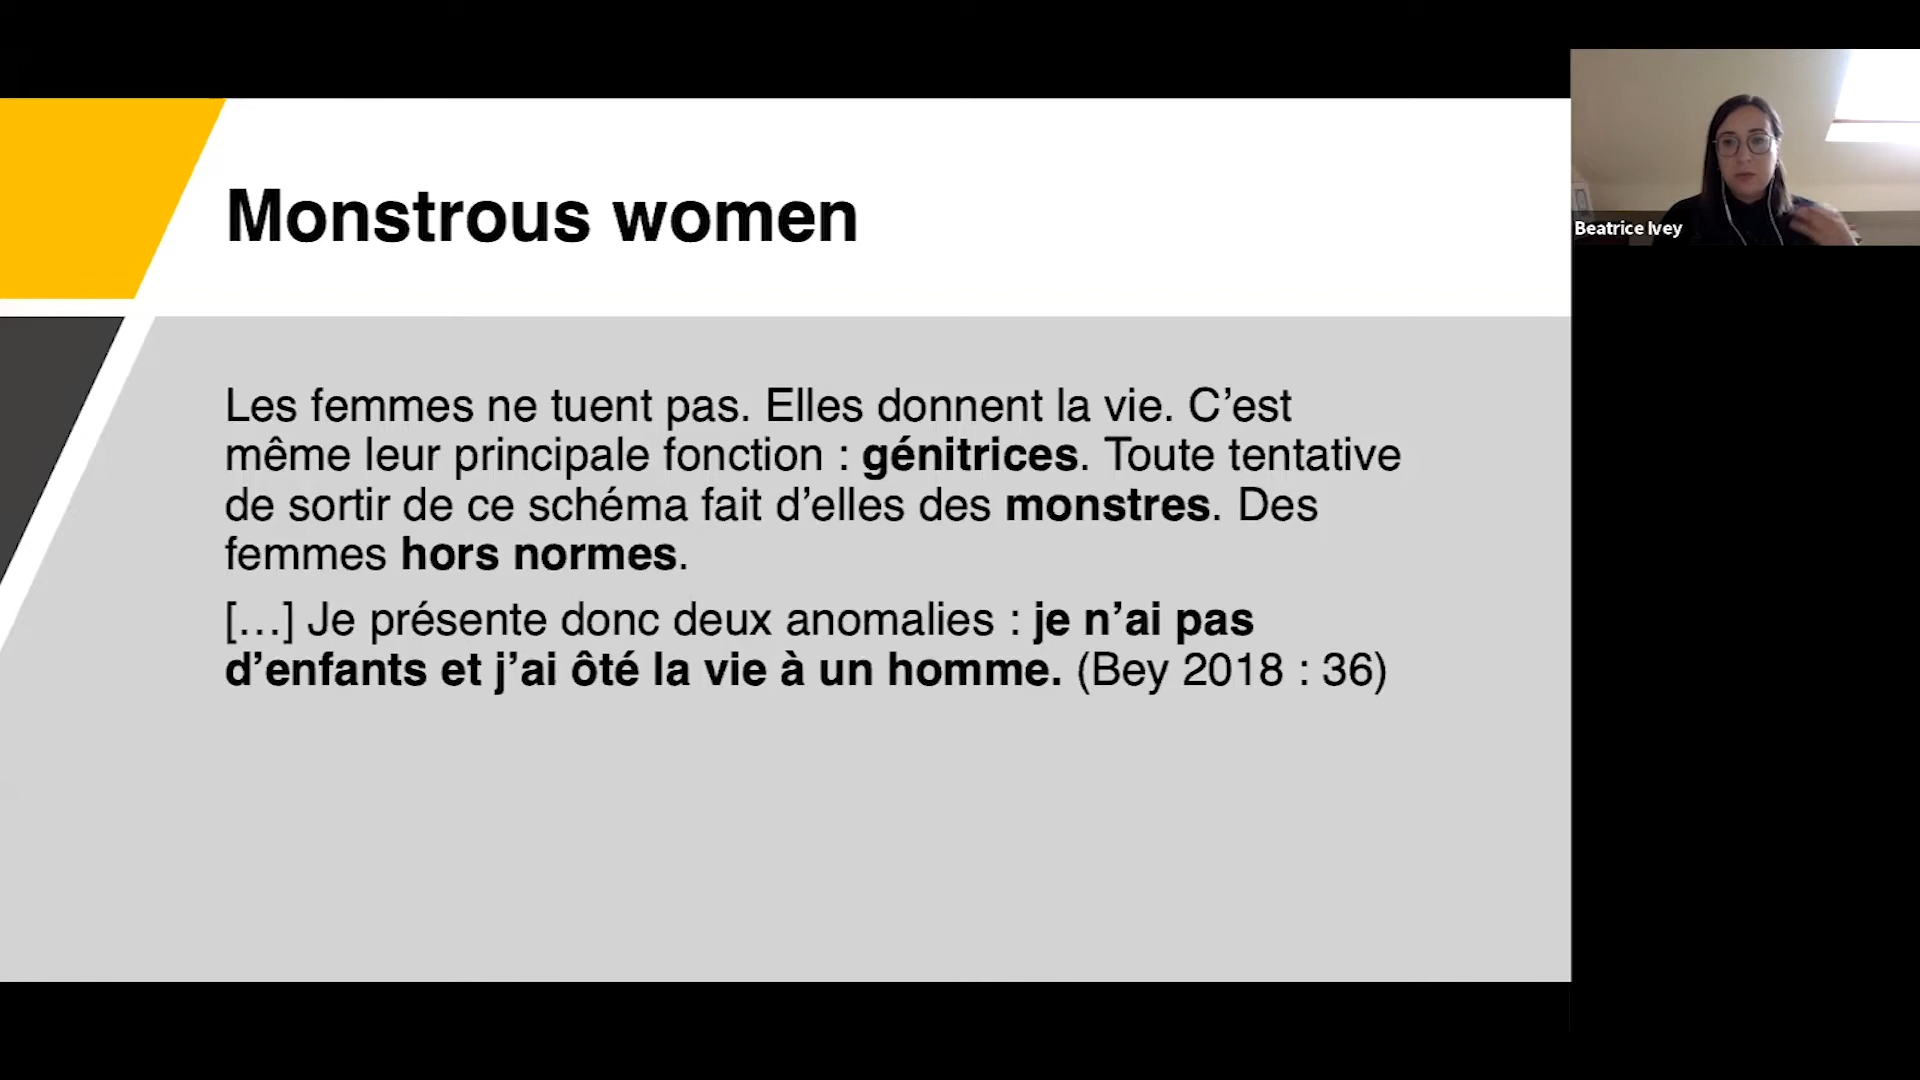 Monstrous women
Beatrice Ivey
Les femmes ne tuent pas. Elles donnent la vie. C’est
même leur principale fonction : génitrices. Toute tentative
de sortir de ce schéma fait d’elles des monstres. Des
femmes hors normes.
[…] Je présente donc deux anomalies : je n’ai pas
d’enfants et j’ai ôté la vie à un homme. (Bey 2018 : 36)